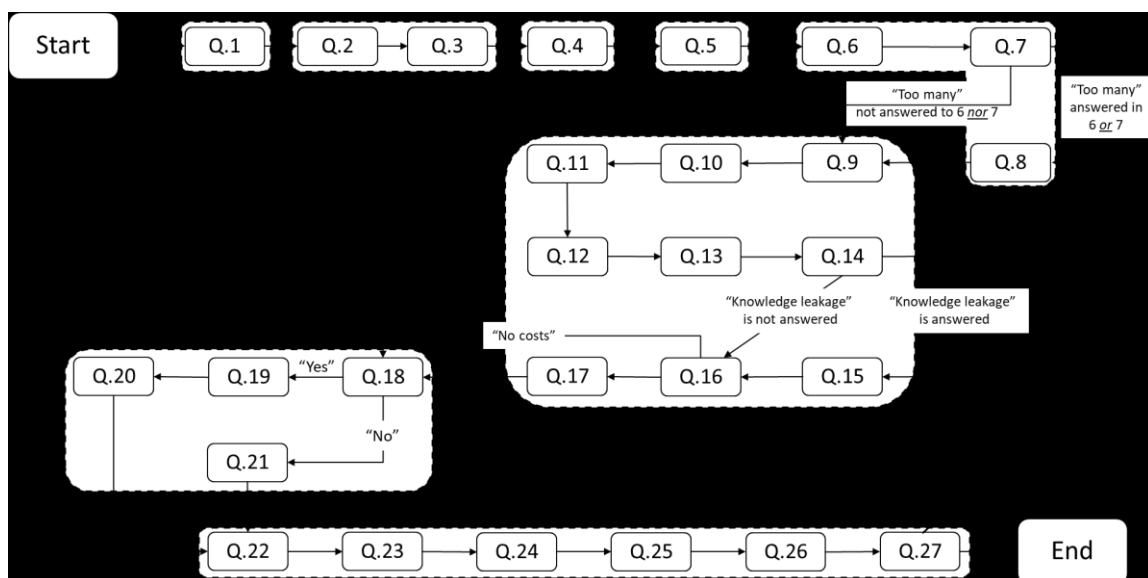 Start
Q.1
Q.2
Q.3
Q.4
Q.5
Q.6
Q.7
“Too many”
not answered to 6 nor 7
“Too many”
answered in
6 or 7
Q.11
Q.10
Q.9
Q.8
Q.12
Q.13
Q.14
“Knowledge leakage”
is not answered
“Knowledge leakage”
is answered
“No costs”
Q.20
Q.19
“Yes”
Q.18
Q.17
Q.16
Q.15
“No”
Q.21
Q.22
Q.23
Q.24
Q.25
Q.26
Q.27
End